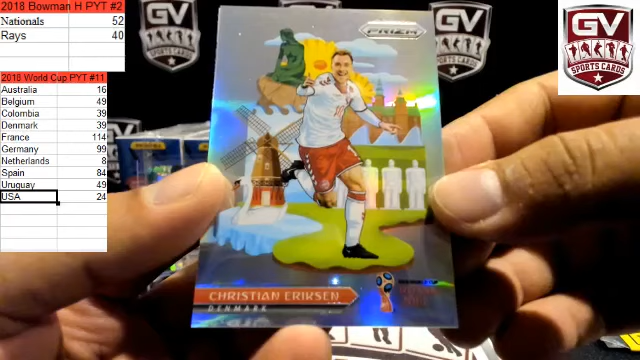 2018 Bowman H PYT #2
Nationals 52
Rays 40
2018 World Cup PYT #11
Australia 16
Belgium 49
Colombia 39
Denmark 39
France 114
Germany 99
Netherlands 8
Spain 84
Uruguay 49
USA 24
GV
SPORTS CARDS
PRIZM
CHRISTIAN ERIKSEN
DENMARK